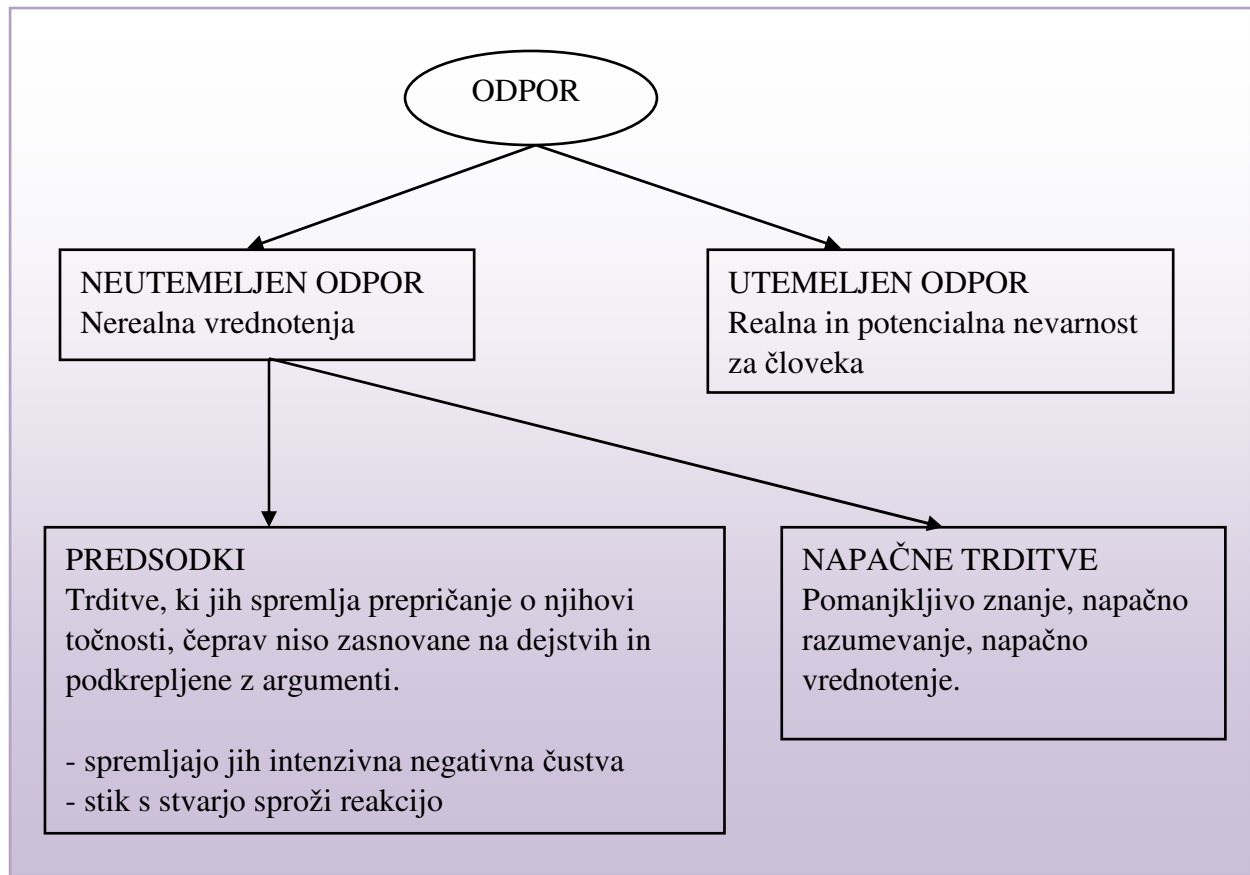 ODPOR
NEUTEMELJEN ODPOR
Nerealna vrednotenja
UTEMELJEN ODPOR
Realna in potencialna nevarnost
za človeka
PREDSODKI
Trditve, ki jih spremlja prepričanje o njihovi
točnosti, čeprav niso zasnovane na dejstvih in
podkrepljene z argumenti.
- spremljajo jih intenzivna negativna čustva
- stik s stvarjo sproži reakcijo
NAPAČNE TRDITVE
Pomanjkljivo znanje, napačno
razumevanje, napačno
vrednotenje.